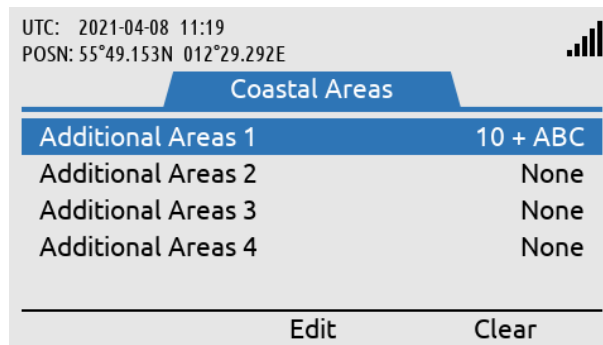 UTC: 2021-04-08 11:19
POSN: 55°49.153N 012°29.292E
Coastal Areas
Additional Areas 1 10 + ABC
Additional Areas 2 None
Additional Areas 3 None
Additional Areas 4 None
Edit Clear